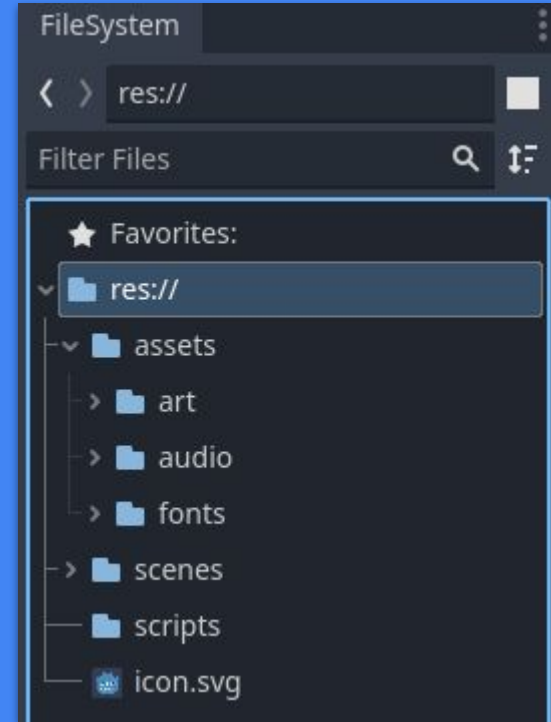 FileSystem
res://
Filter Files
Favorites:
res://
assets
art
audio
fonts
scenes
scripts
icon.svg